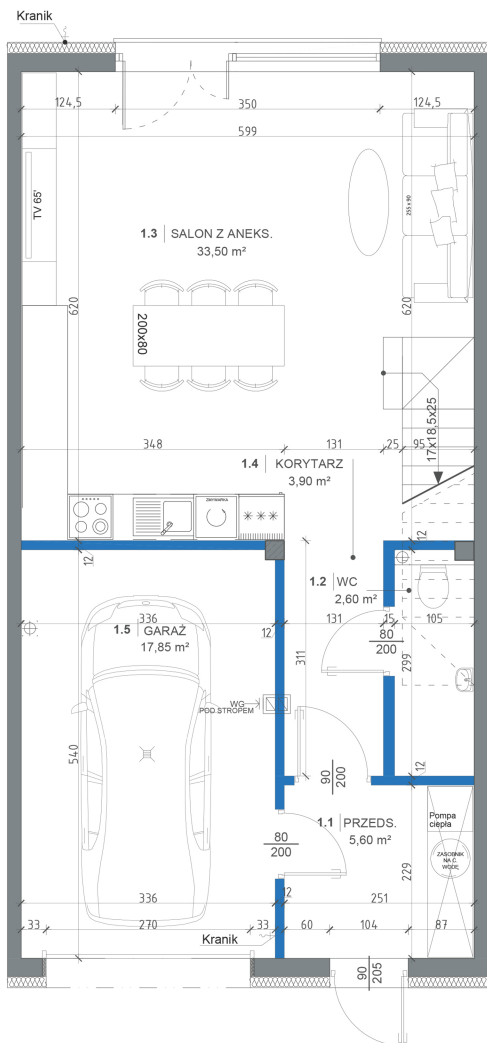 Kranik
124,5
350
124,5
599
TV 65'
255 x 90
1.3 SALON Z ANEKS.
33,50 m²
620
620
200x80
17x18,5x25
348
131
25
95
1.4 KORYTARZ
3,90 m²
ZMYWARKA
12
12
1.2 WC
2,60 m²
336
1.5 GARAŻ
17,85 m²
12
131
15
105
80
200
311
299
WG
POD STROPEM
540
90
200
12
1.1 PRZEDS.
5,60 m²
Pompa
ciepła
ZASOBNIK
NA C.
WODĘ
80
200
229
336
12
251
33
270
33
60
104
87
Kranik
90
205